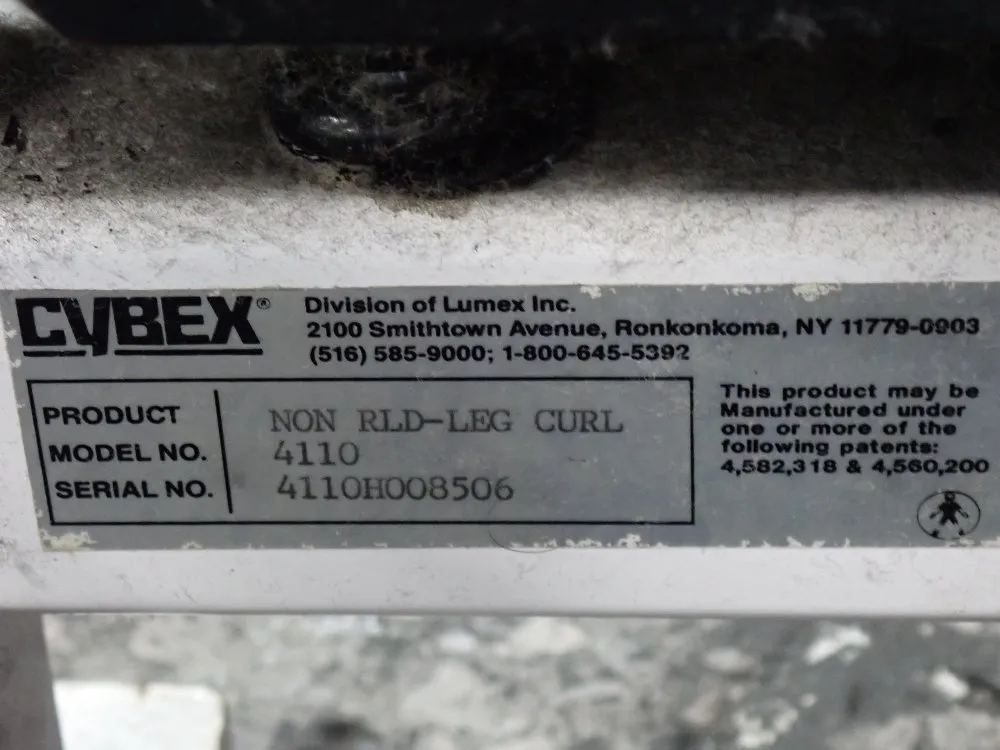 CYBEX®
Division of Lumex Inc.
2100 Smithtown Avenue, Ronkonkoma, NY 11779-0903
(516) 585-9000; 1-800-645-5392
PRODUCT NON RLD-LEG CURL
MODEL NO. 4110
SERIAL NO. 4110H008506
This product may be
Manufactured under
one or more of the
following patents:
4,582,318 & 4,560,200